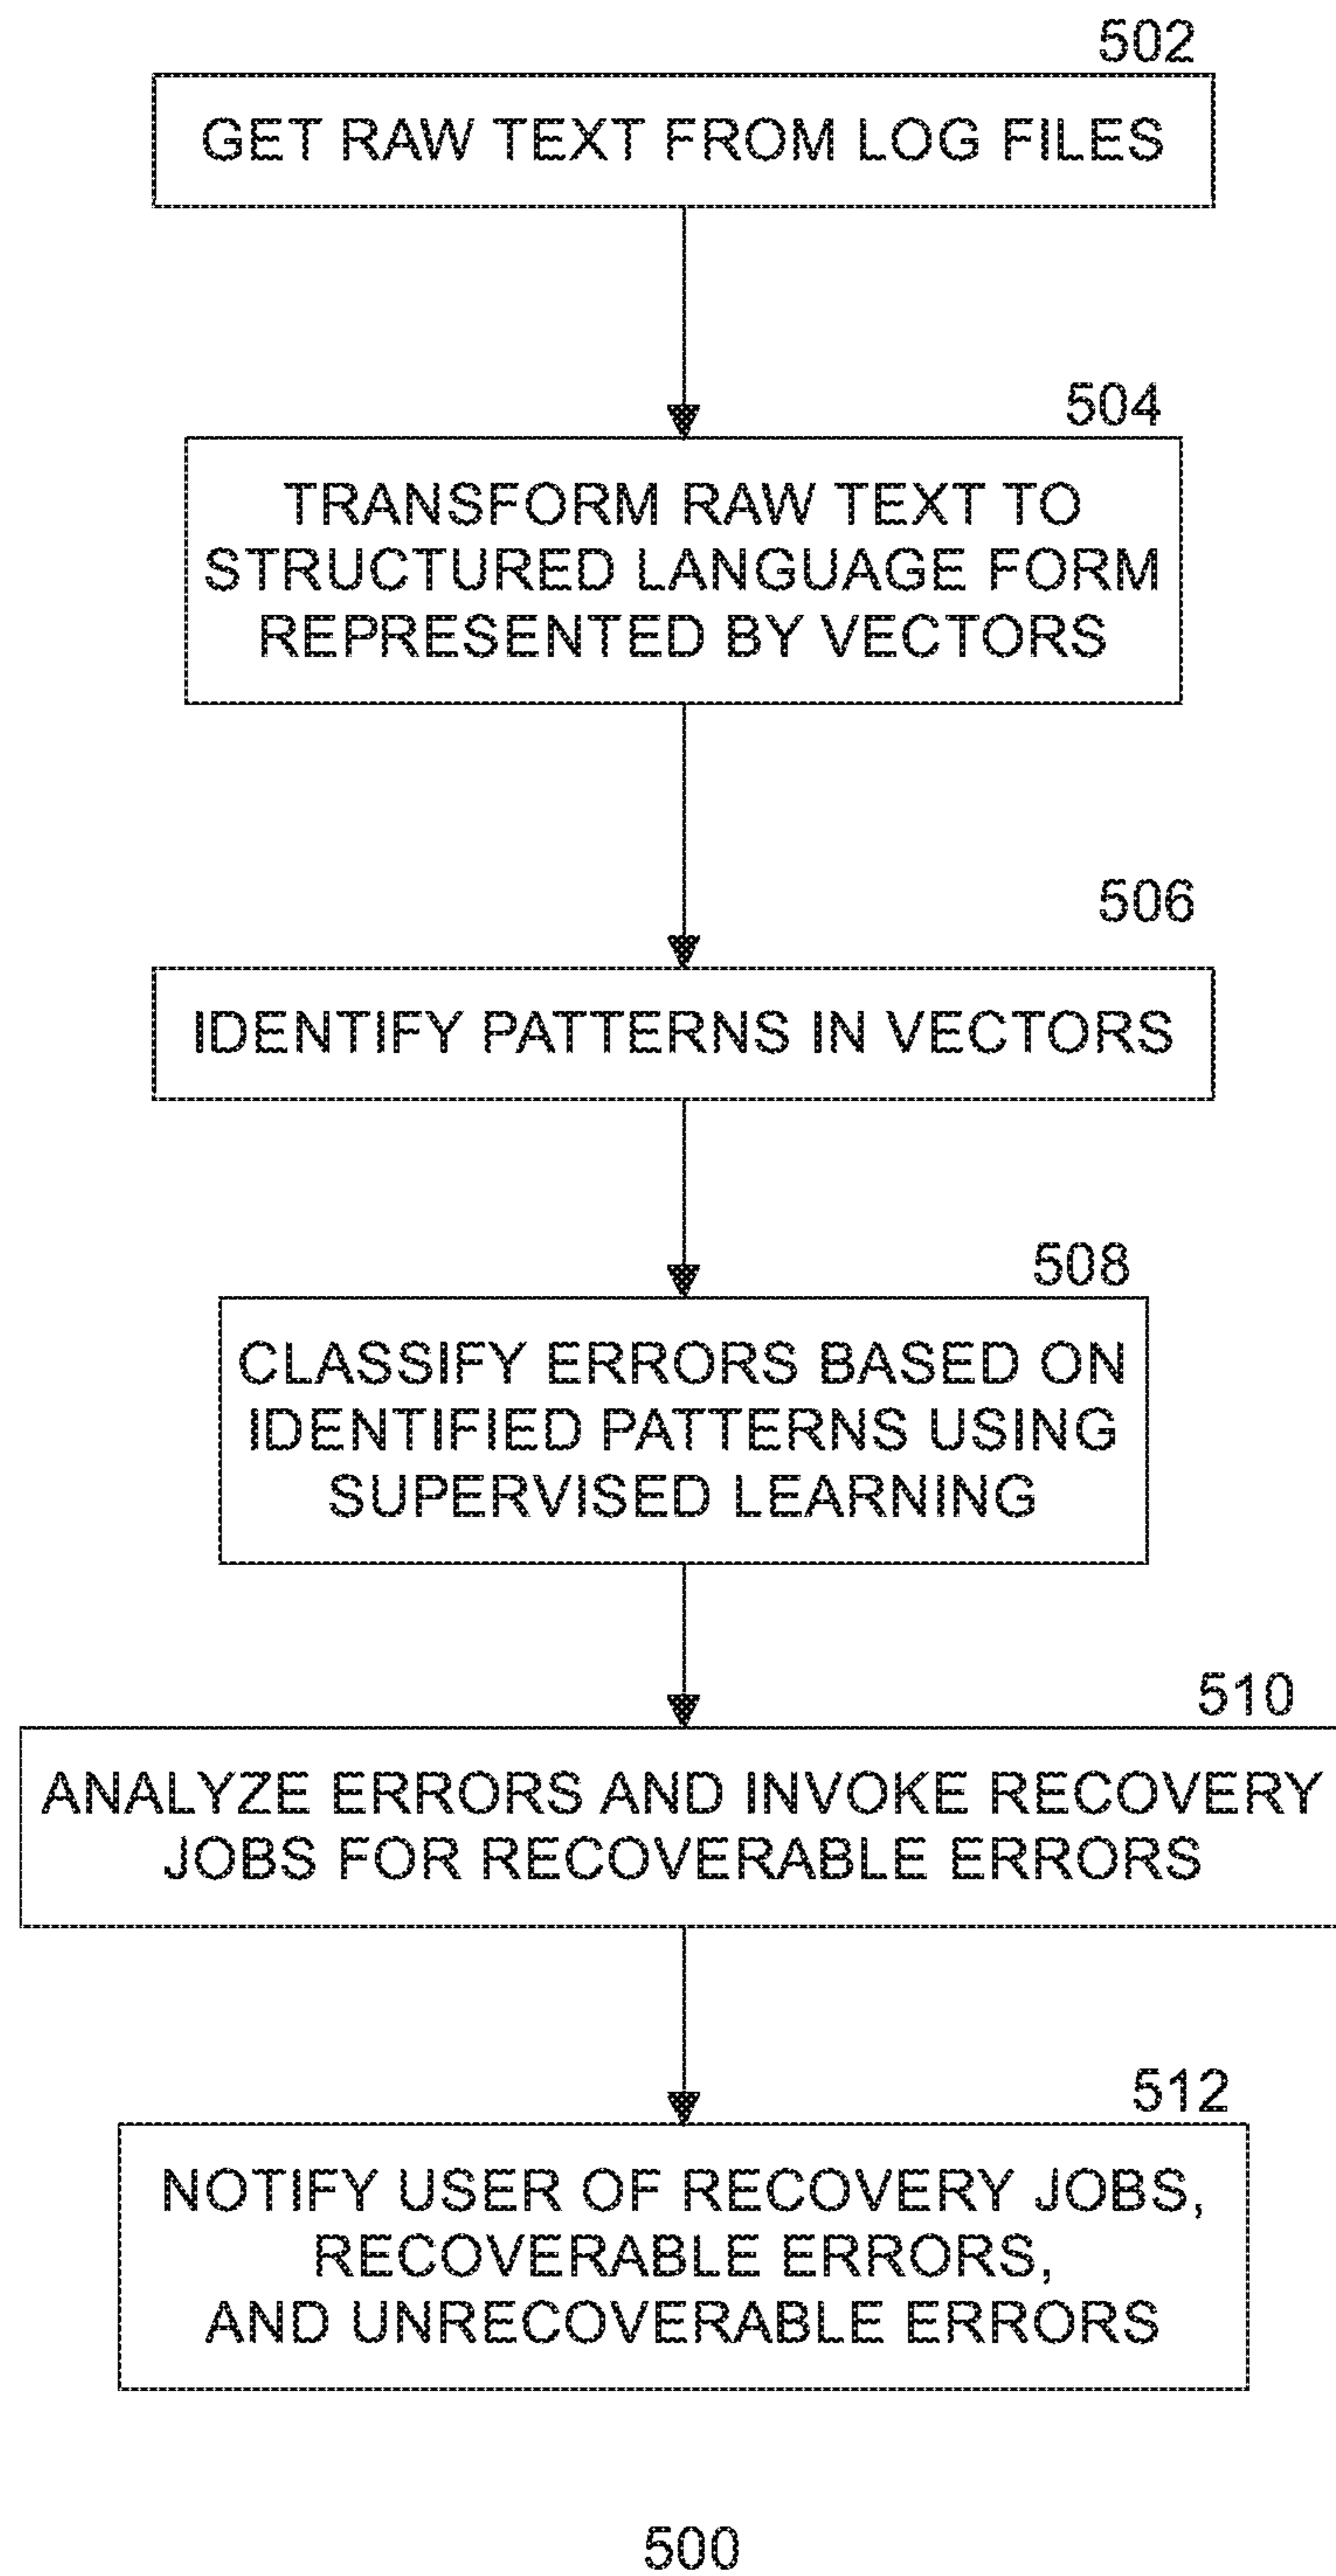 502
GET RAW TEXT FROM LOG FILES
504
TRANSFORM RAW TEXT TO
STRUCTURED LANGUAGE FORM
REPRESENTED BY VECTORS
506
IDENTIFY PATTERNS IN VECTORS
508
CLASSIFY ERRORS BASED ON
IDENTIFIED PATTERNS USING
SUPERVISED LEARNING
510
ANALYZE ERRORS AND INVOKE RECOVERY
JOBS FOR RECOVERABLE ERRORS
512
NOTIFY USER OF RECOVERY JOBS,
RECOVERABLE ERRORS,
AND UNRECOVERABLE ERRORS
500